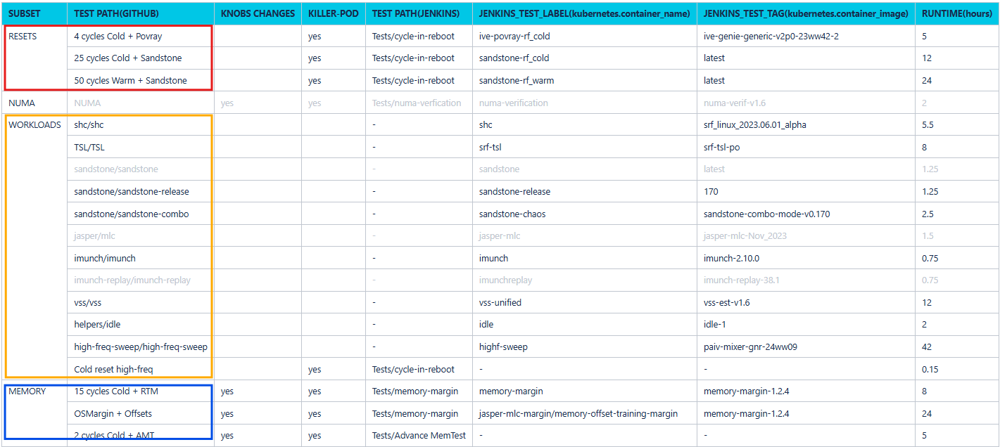 SUBSET TEST PATH(GITHUB) KNOBS CHANGES KILLER-POD TEST PATH(JENKINS) JENKINS_TEST_LABEL(kubernetes.container_name) JENKINS_TEST_TAG(kubernetes.container_image) RUNTIME(hours)
RESETS 4 cycles Cold + Povray yes Tests/cycle-in-reboot ive-povray-rf_cold ive-genie-generic-v2p0-23ww42-2 5
25 cycles Cold + Sandstone yes Tests/cycle-in-reboot sandstone-rf_cold latest 12
50 cycles Warm + Sandstone yes Tests/cycle-in-reboot sandstone-rf_warm latest 24
NUMA NUMA yes yes Tests/numa-verfication numa-verification numa-verif-v1.6 2
WORKLOADS shc/shc - shc srf_linux_2023.06.01_alpha 5.5
TSL/TSL - srf-tsl srf-tsl-po 8
sandstone/sandstone - sandstone latest 1.25
sandstone/sandstone-release - sandstone-release 170 1.25
sandstone/sandstone-combo - sandstone-chaos sandstone-combo-mode-v0.170 2.5
jasper/mlc - jasper-mlc jasper-mlc-Nov_2023 1.5
imunch/imunch - imunch imunch-2.10.0 0.75
imunch-replay/imunch-replay - imunchreplay imunch-replay-38.1 0.75
vss/vss - vss-unified vss-est-v1.6 12
helpers/idle - idle idle-1 2
high-freq-sweep/high-freq-sweep - highf-sweep paiv-mixer-gnr-24ww09 42
Cold reset high-freq yes Tests/cycle-in-reboot - - 0.15
MEMORY 15 cycles Cold + RTM yes yes Tests/memory-margin memory-margin memory-margin-1.2.4 8
OSMargin + Offsets yes yes Tests/memory-margin jasper-mlc-margin/memory-offset-training-margin memory-margin-1.2.4 24
2 cycles Cold + AMT yes yes Tests/Advance MemTest - - 5